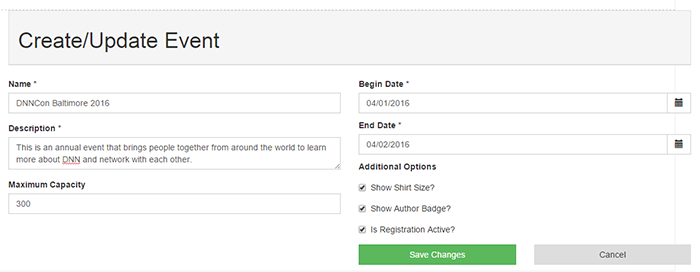 Create/Update Event
Name *
DNNCon Baltimore 2016
Description *
This is an annual event that brings people together from around the world to learn
more about DNN and network with each other.
Maximum Capacity
300
Begin Date *
04/01/2016
End Date *
04/02/2016
Additional Options
Show Shirt Size?
Show Author Badge?
Is Registration Active?
Save Changes
Cancel